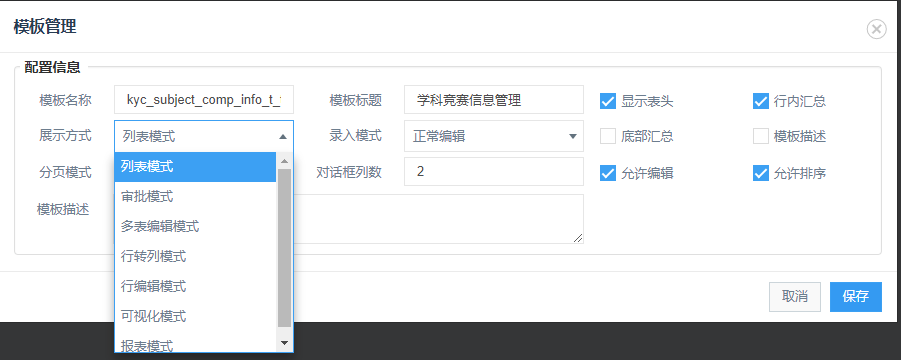 模板管理
配置信息
模板名称 kyc_subject_comp_info_t_ 模板标题 学科竞赛信息管理 显示表头 行内汇总
展示方式 列表模式 录入模式 正常编辑 底部汇总 模板描述
分页模式 列表模式 对话框列数 2 允许编辑 允许排序
审批模式
模板描述
多表编辑模式
行转列模式
行编辑模式
可视化模式
报表模式
取消 保存